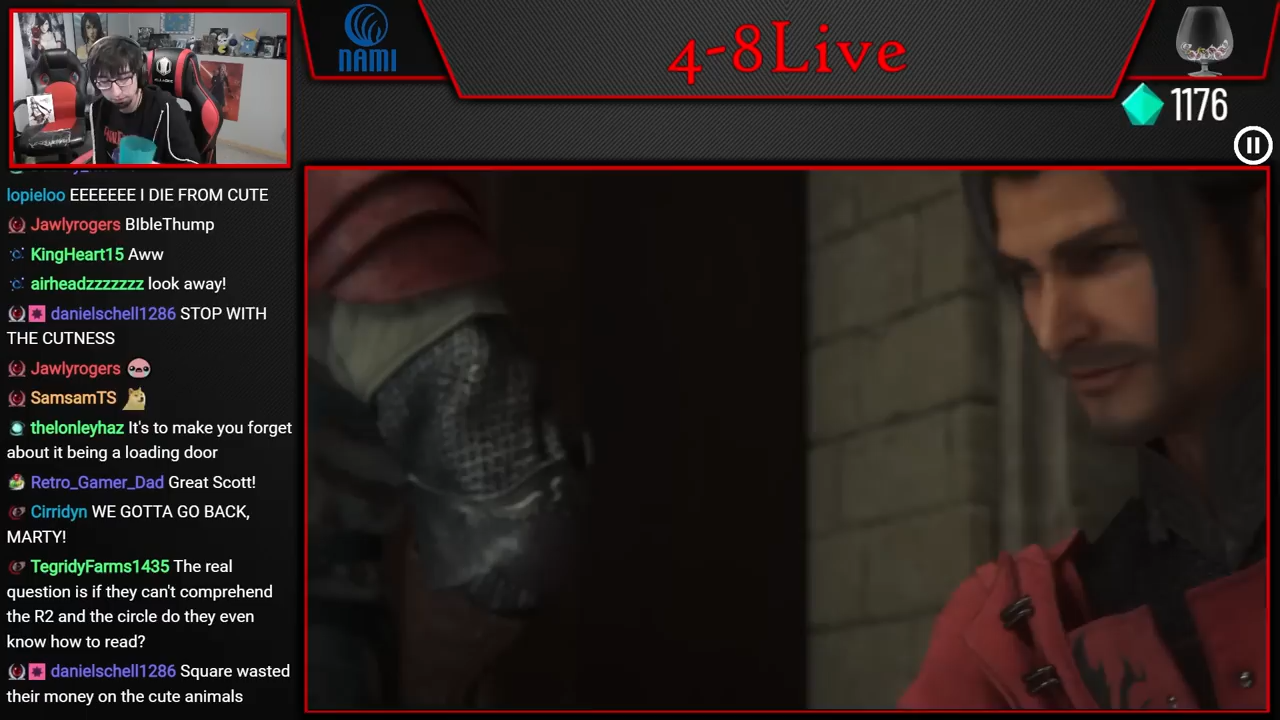 NAMI
4-8Live
1176
lopieloo EEEEEEE I DIE FROM CUTE
Jawlyrogers BIbleThump
KingHeart15 Aww
airheadzzzzzzz look away!
danielschell1286 STOP WITH
THE CUTNESS
Jawlyrogers
SamsamTS
thelonleyhaz It's to make you forget
about it being a loading door
Retro_Gamer_Dad Great Scott!
Cirridyn WE GOTTA GO BACK,
MARTY!
TegridyFarms1435 The real
question is if they can't comprehend
the R2 and the circle do they even
know how to read?
danielschell1286 Square wasted
their money on the cute animals